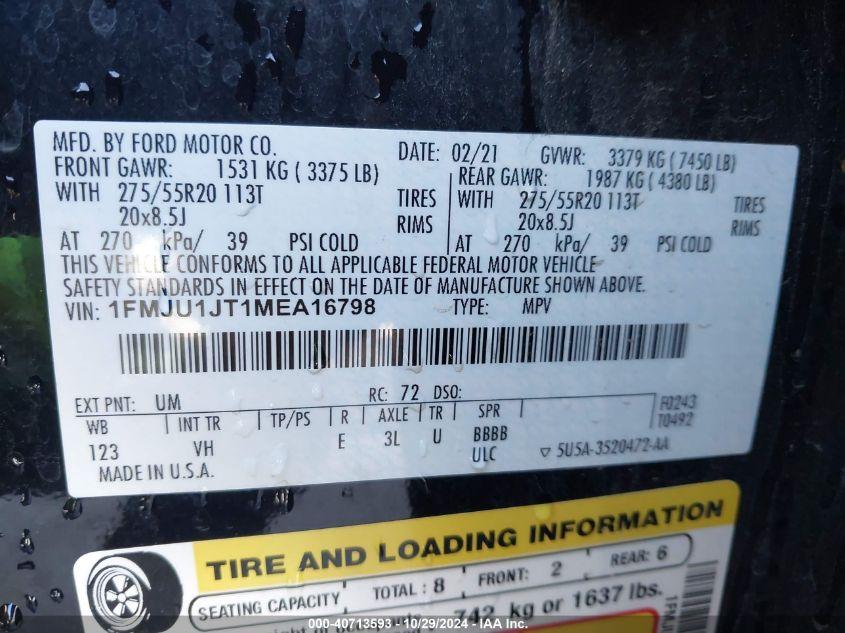 MFD. BY FORD MOTOR CO. DATE: 02/21 GVWR: 3379 KG ( 7450 LB)
FRONT GAWR: 1531 KG ( 3375 LB) REAR GAWR: 1987 KG ( 4380 LB)
WITH 275/55R20 113T TIRES 275/55R20 113T TIRES
20x8.5J RIMS WITH 20x8.5J RIMS
AT 270 kPa/ 39 PSI COLD AT 270 kPa/ 39 PSI COLD
THIS VEHICLE CONFORMS TO ALL APPLICABLE FEDERAL MOTOR VEHICLE
SAFETY STANDARDS IN EFFECT ON THE DATE OF MANUFACTURE SHOWN ABOVE.
VIN: 1FMJU1JT1MEA16798 TYPE: MPV
EXT PNT: UM RC: 72 DSO:
WB INT TR TP/PS R AXLE TR SPR F0243
123 VH E 3L U BBBB T0492
ULC ▽ 5U5A-3520472-AA
MADE IN U.S.A.
TIRE AND LOADING INFORMATION
SEATING CAPACITY TOTAL : 8 FRONT: 2 REAR: 6
742 kg or 1637 lbs.
1FMJU
000-40713593 - 10/29/2024 - IAA Inc.